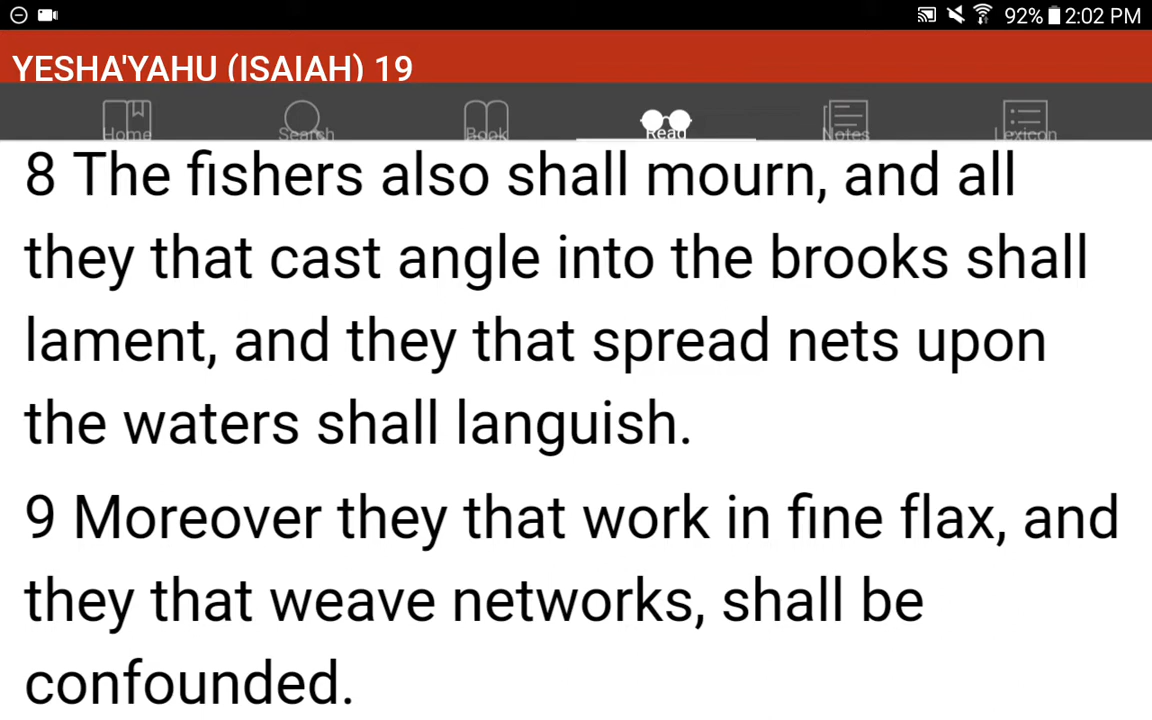 92% 2:02 PM
YESHA'YAHU (ISAIAH) 19
Home Search Book Read Notes Lexicon
8 The fishers also shall mourn, and all
they that cast angle into the brooks shall
lament, and they that spread nets upon
the waters shall languish.
9 Moreover they that work in fine flax, and
they that weave networks, shall be
confounded.